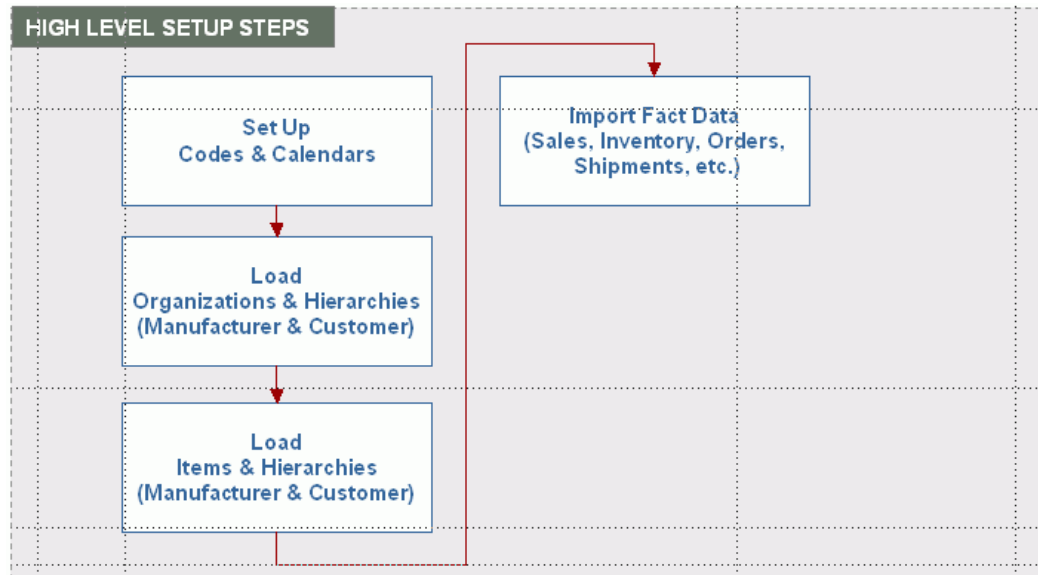 HIGH LEVEL SETUP STEPS
Set Up
Codes & Calendars
Load
Organizations & Hierarchies
(Manufacturer & Customer)
Load
Items & Hierarchies
(Manufacturer & Customer)
Import Fact Data
(Sales, Inventory, Orders,
Shipments, etc.)